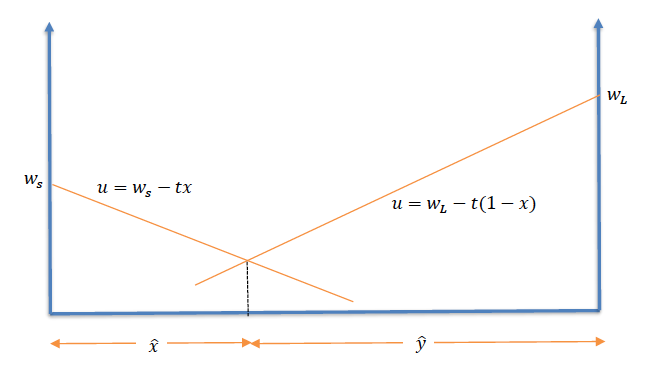 w_L
w_s
u = w_s − tx
u = w_L − t(1 − x)
x̂
ŷ